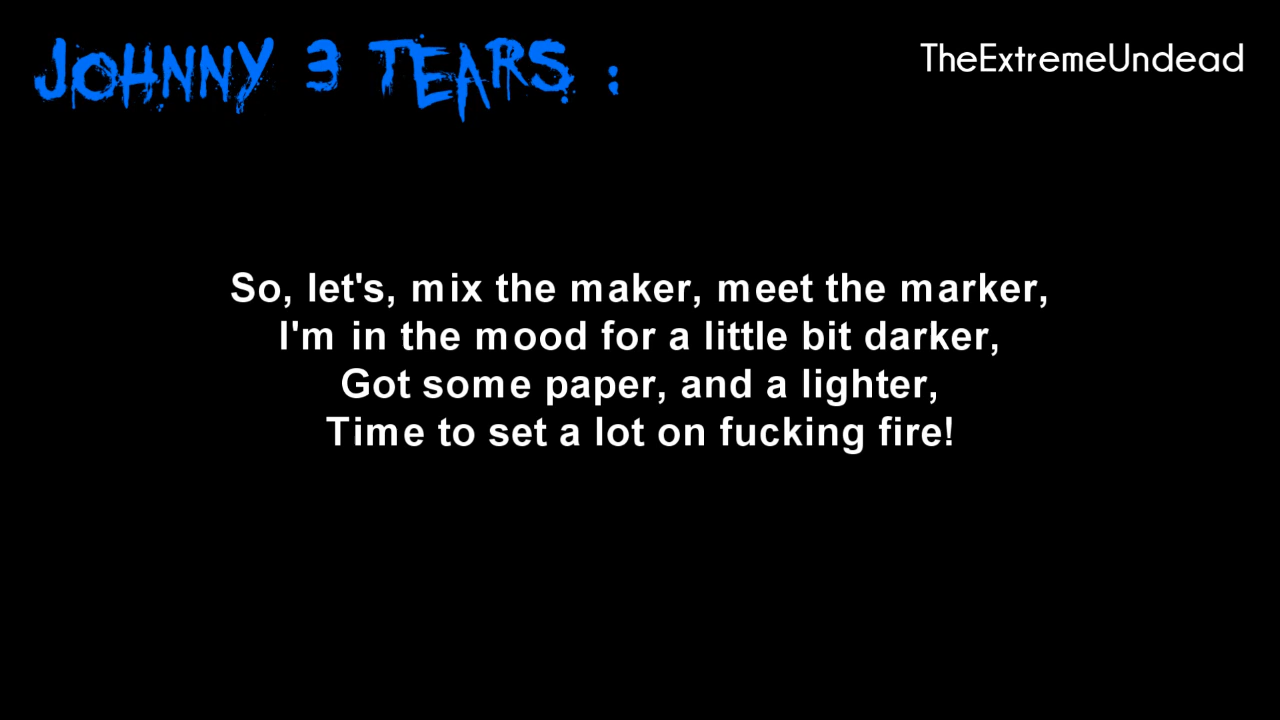 JOHNNY 3 TEARS :
TheExtremeUndead
So, let's, mix the maker, meet the marker,
I'm in the mood for a little bit darker,
Got some paper, and a lighter,
Time to set a lot on fucking fire!